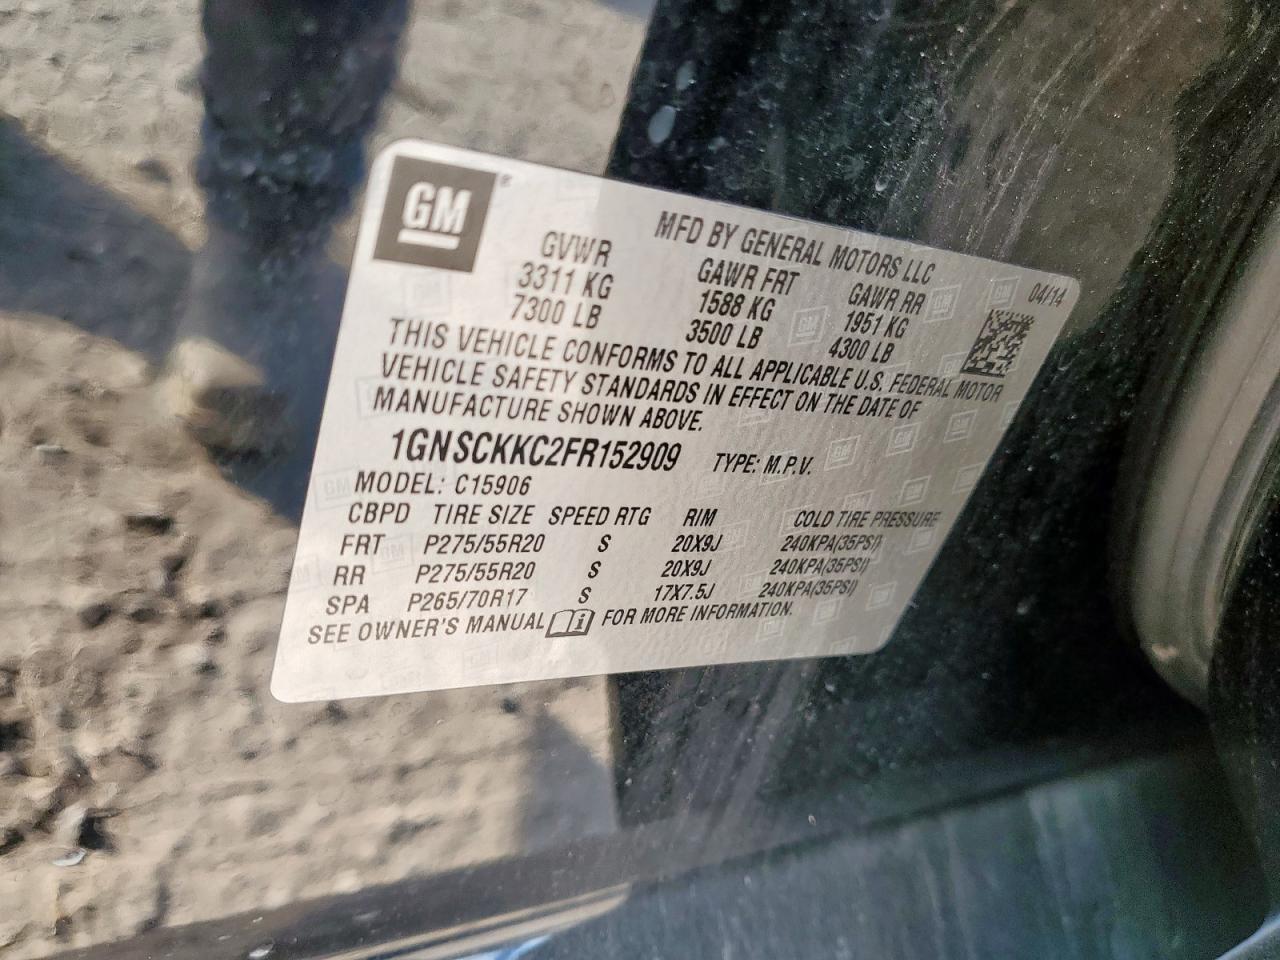 GM®
MFD BY GENERAL MOTORS LLC
04/14
GVWR GAWR FRT GAWR RR
3311 KG 1588 KG 1951 KG
7300 LB 3500 LB 4300 LB
THIS VEHICLE CONFORMS TO ALL APPLICABLE U.S. FEDERAL MOTOR
VEHICLE SAFETY STANDARDS IN EFFECT ON THE DATE OF
MANUFACTURE SHOWN ABOVE.
1GNSCKKC2FR152909 TYPE: M.P.V.
MODEL: C15906
CBPD TIRE SIZE SPEED RTG RIM COLD TIRE PRESSURE
FRT P275/55R20 S 20X9J 240KPA(35PSI)
RR P275/55R20 S 20X9J 240KPA(35PSI)
SPA P265/70R17 S 17X7.5J 240KPA(35PSI)
SEE OWNER'S MANUAL FOR MORE INFORMATION.